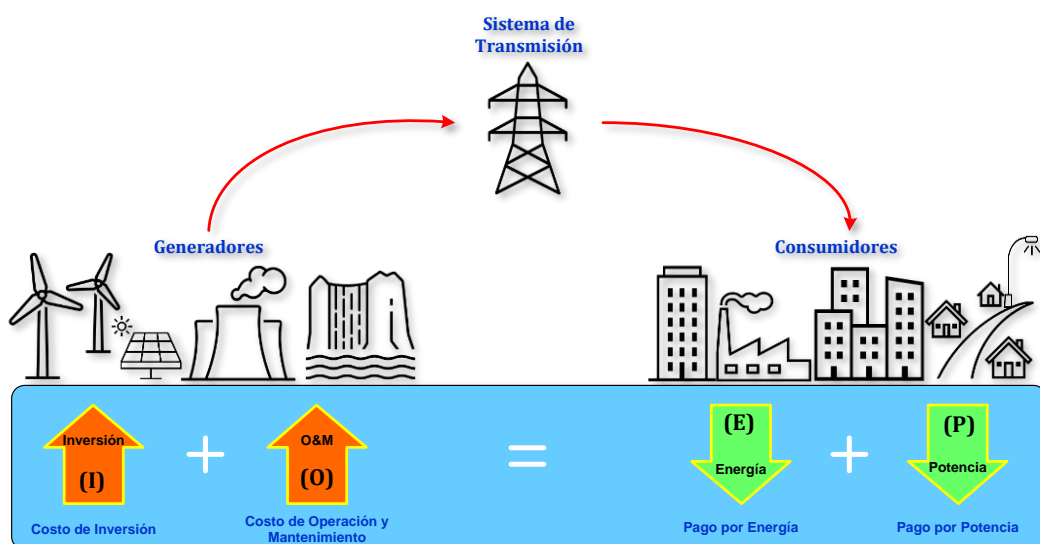 Sistema de
Transmisión
Generadores
Consumidores
Inversión
(I)
+
O&M
(O)
=
(E)
Energía
+
(P)
Potencia
Costo de Inversión
Costo de Operación y
Mantenimiento
Pago por Energía
Pago por Potencia